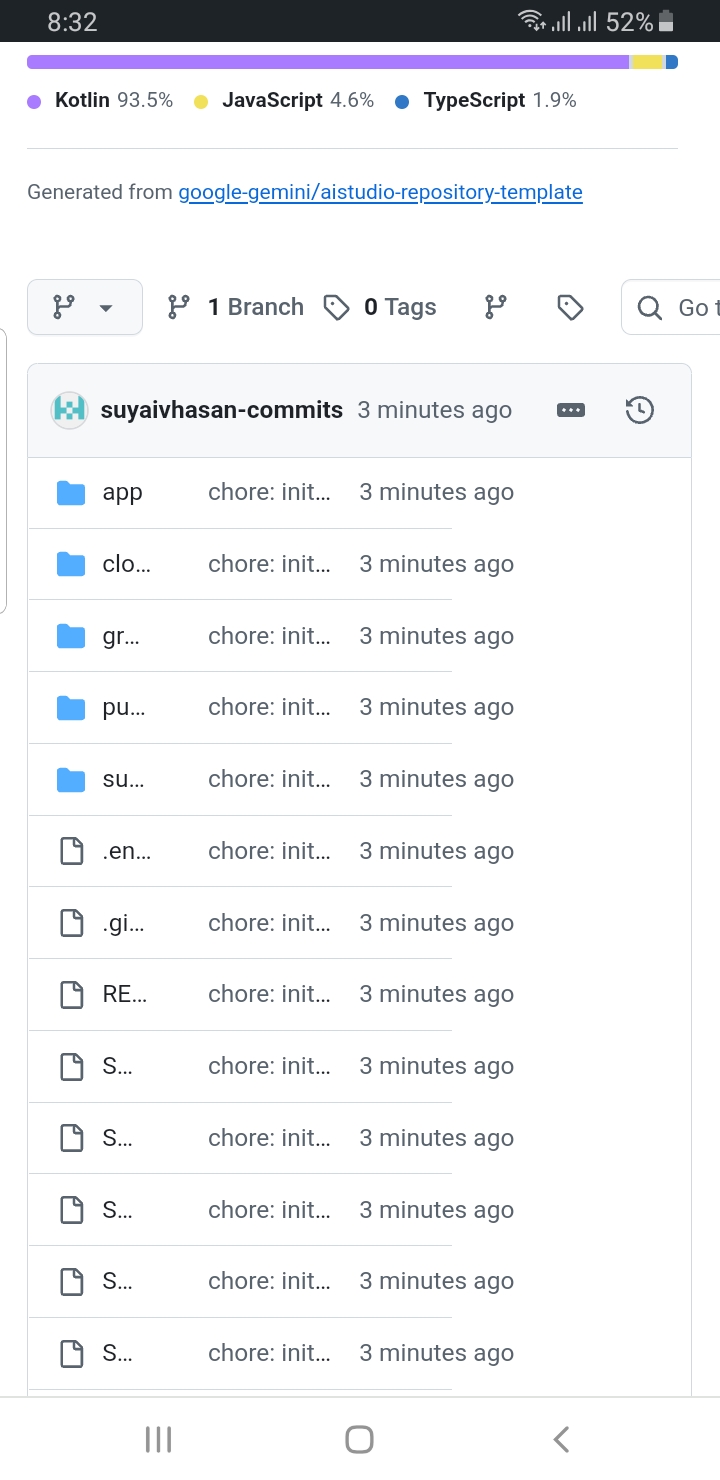 8:32 52%
Kotlin 93.5% JavaScript 4.6% TypeScript 1.9%
Generated from google-gemini/aistudio-repository-template
1 Branch 0 Tags Go t
suyaivhasan-commits 3 minutes ago
app chore: init... 3 minutes ago
clo... chore: init... 3 minutes ago
gr... chore: init... 3 minutes ago
pu... chore: init... 3 minutes ago
su... chore: init... 3 minutes ago
.en... chore: init... 3 minutes ago
.gi... chore: init... 3 minutes ago
RE... chore: init... 3 minutes ago
S... chore: init... 3 minutes ago
S... chore: init... 3 minutes ago
S... chore: init... 3 minutes ago
S... chore: init... 3 minutes ago
S... chore: init... 3 minutes ago